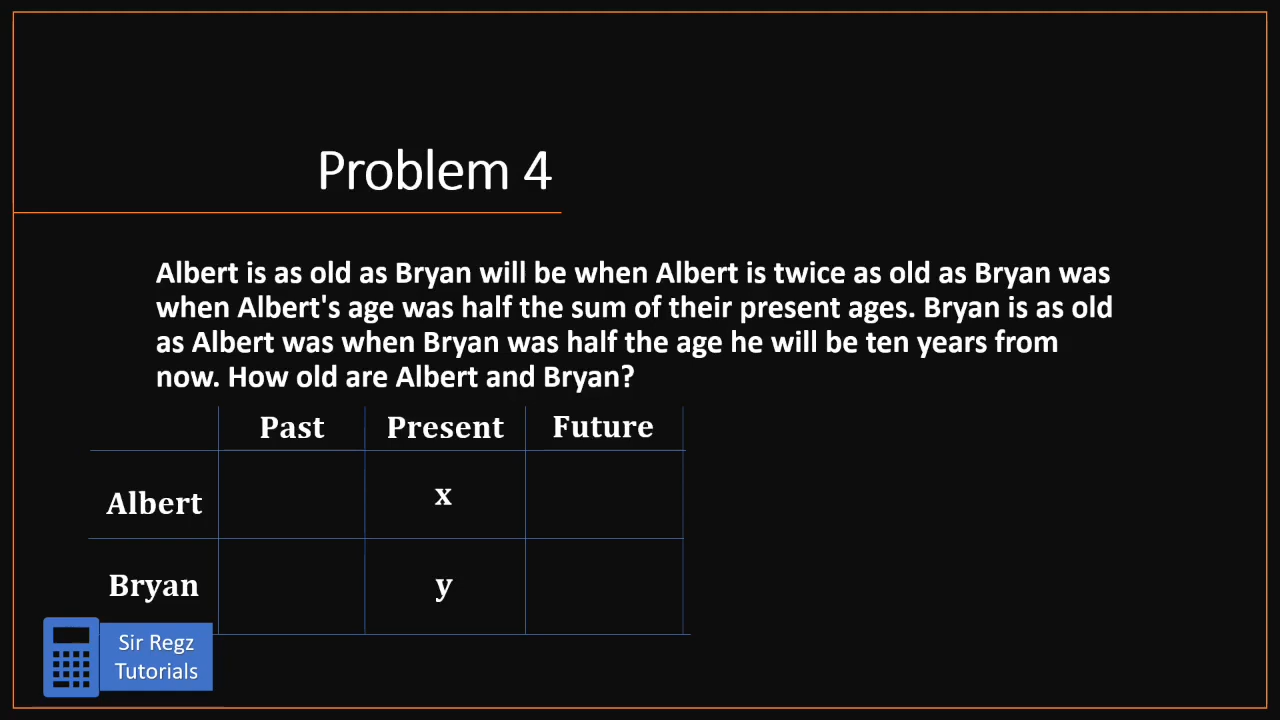 Problem 4
Albert is as old as Bryan will be when Albert is twice as old as Bryan was
when Albert's age was half the sum of their present ages. Bryan is as old
as Albert was when Bryan was half the age he will be ten years from
now. How old are Albert and Bryan?
Past Present Future
Albert x
Bryan y
Sir Regz
Tutorials